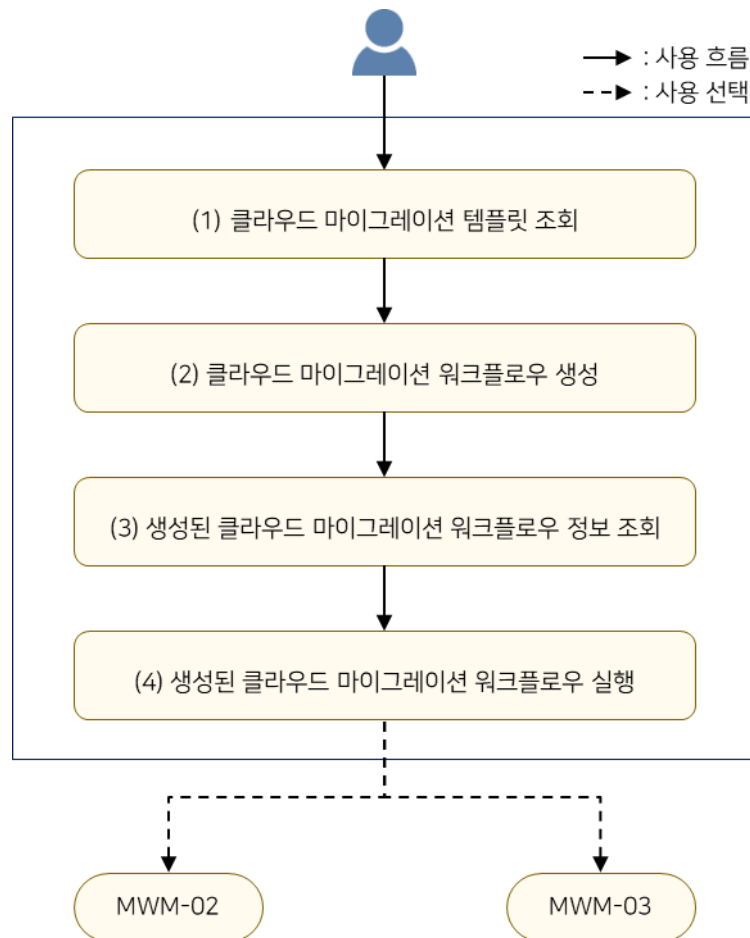 : 사용 흐름
: 사용 선택
(1) 클라우드 마이그레이션 템플릿 조회
(2) 클라우드 마이그레이션 워크플로우 생성
(3) 생성된 클라우드 마이그레이션 워크플로우 정보 조회
(4) 생성된 클라우드 마이그레이션 워크플로우 실행
MWM-02
MWM-03